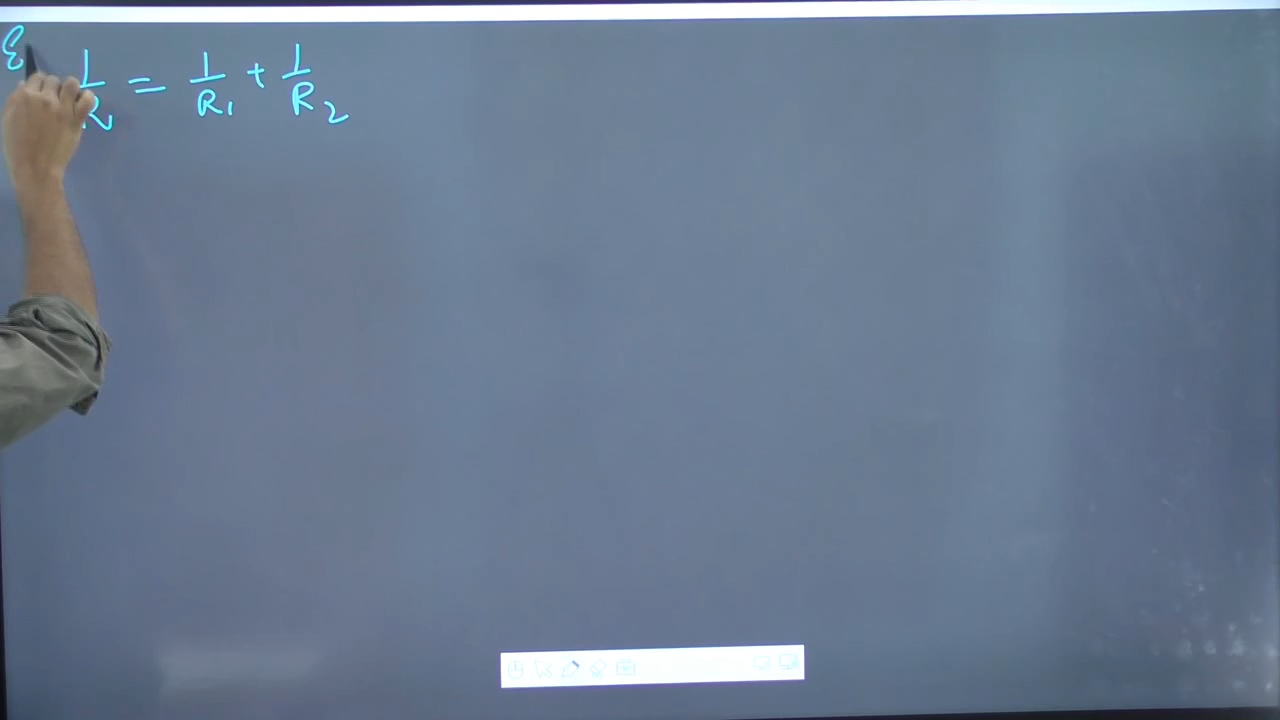 1/R = 1/R₁ + 1/R₂